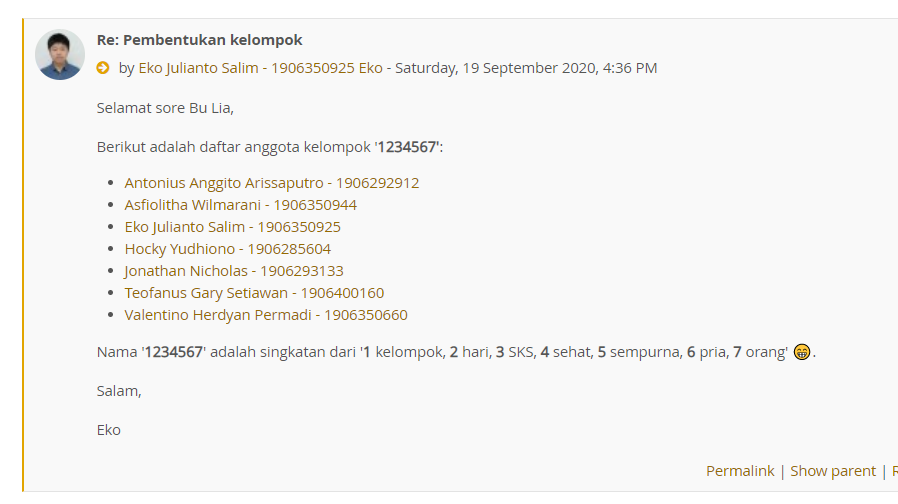 Re: Pembentukan kelompok
by Eko Julianto Salim - 1906350925 Eko - Saturday, 19 September 2020, 4:36 PM
Selamat sore Bu Lia,
Berikut adalah daftar anggota kelompok '1234567':
• Antonius Anggito Arissaputro - 1906292912
• Asfiolitha Wilmarani - 1906350944
• Eko Julianto Salim - 1906350925
• Hocky Yudhiono - 1906285604
• Jonathan Nicholas - 1906293133
• Teofanus Gary Setiawan - 1906400160
• Valentino Herdyan Permadi - 1906350660
Nama '1234567' adalah singkatan dari '1 kelompok, 2 hari, 3 SKS, 4 sehat, 5 sempurna, 6 pria, 7 orang' 😁.
Salam,
Eko
Permalink | Show parent |